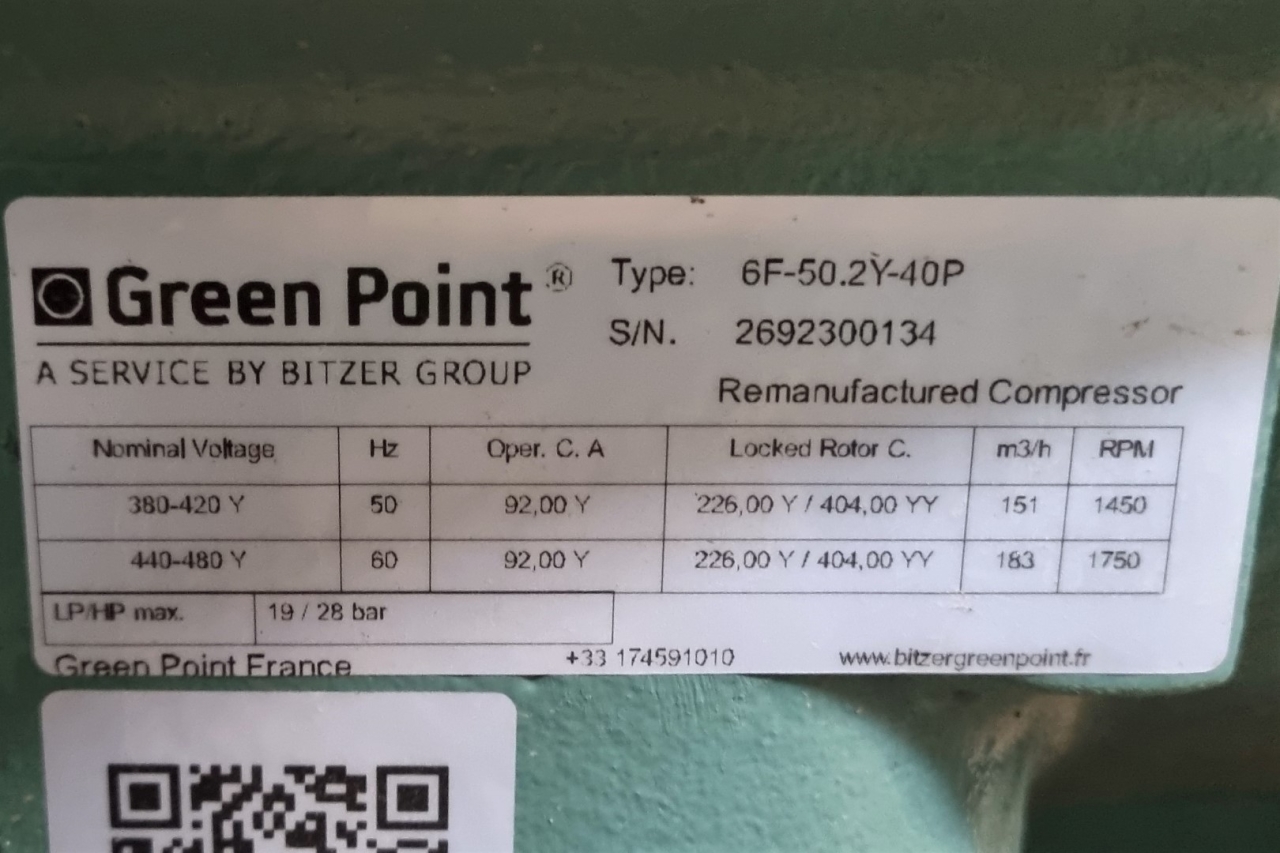 Green Point®
A SERVICE BY BITZER GROUP
Type: 6F-50.2Y-40P
S/N. 2692300134
Remanufactured Compressor
Nominal Voltage Hz Oper. C. A Locked Rotor C. m3/h RPM
380-420 Y 50 92,00 Y 226,00 Y / 404,00 YY 151 1450
440-480 Y 60 92,00 Y 226,00 Y / 404,00 YY 183 1750
LP/HP max. 19 / 28 bar
Green Point France +33 174591010 www.bitzergreenpoint.fr